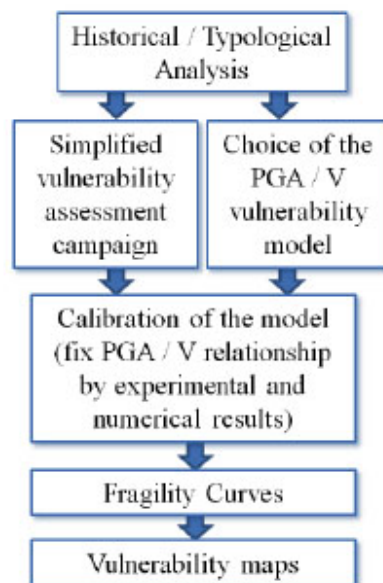 Historical / Typological
Analysis
Simplified
vulnerability
assessment
campaign
Choice of the
PGA / V
vulnerability
model
Calibration of the model
(fix PGA / V relationship
by experimental and
numerical results)
Fragility Curves
Vulnerability maps